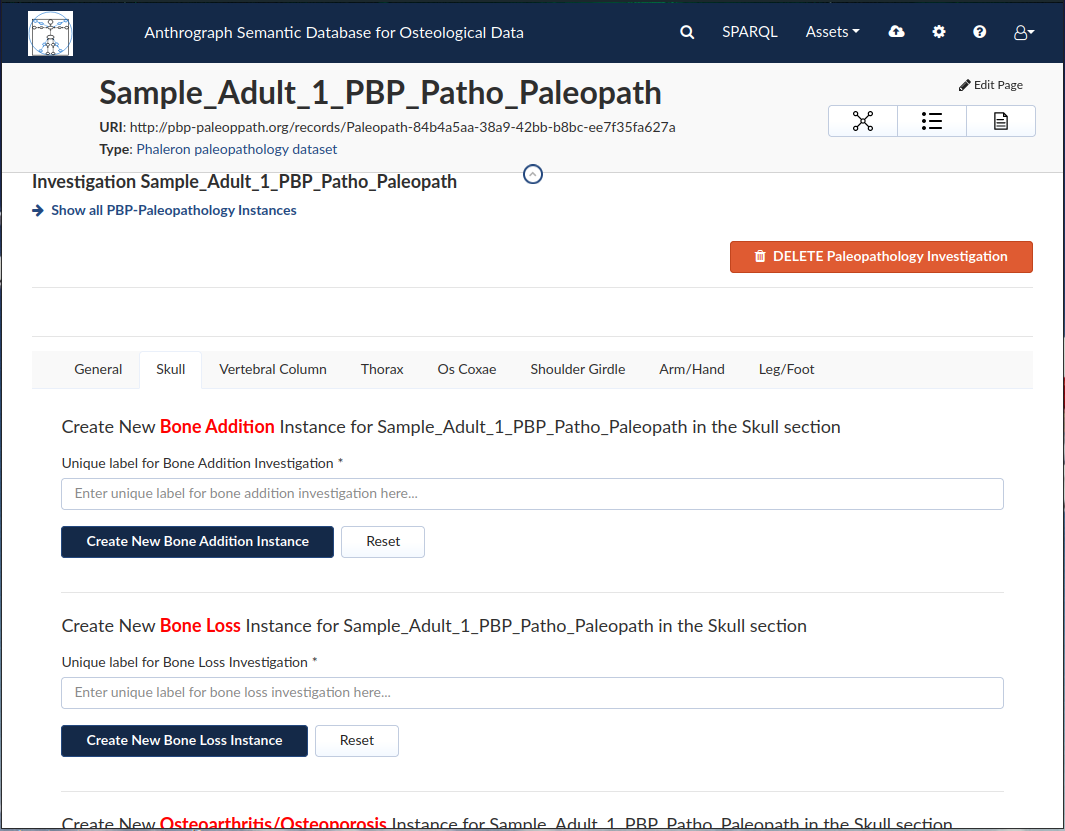 Anthrograph Semantic Database for Osteological Data
SPARQL
Assets
Sample_Adult_1_PBP_Patho_Paleopath
Edit Page
URI: http://pbp-paleoppath.org/records/Paleopath-84b4a5aa-38a9-42bb-b8bc-ee7f35fa627a
Type: Phaleron paleopathology dataset
Investigation Sample_Adult_1_PBP_Patho_Paleopath
Show all PBP-Paleopathology Instances
DELETE Paleopathology Investigation
General Skull Vertebral Column Thorax Os Coxae Shoulder Girdle Arm/Hand Leg/Foot
Create New Bone Addition Instance for Sample_Adult_1_PBP_Patho_Paleopath in the Skull section
Unique label for Bone Addition Investigation *
Enter unique label for bone addition investigation here...
Create New Bone Addition Instance Reset
Create New Bone Loss Instance for Sample_Adult_1_PBP_Patho_Paleopath in the Skull section
Unique label for Bone Loss Investigation *
Enter unique label for bone loss investigation here...
Create New Bone Loss Instance Reset
Create New Osteoarthritis/Osteoporosis Instance for Sample_Adult_1_PBP_Patho_Paleopath in the Skull section